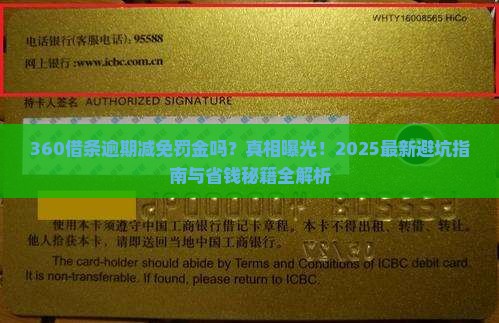 WHTY16008565 HiCo
电话银行(客服电话):95588
网上银行:www.icbc.com.cn
持卡人签名 AUTHORIZED SIGNATURE
360借条逾期减免罚金吗？真相曝光！2025最新避坑指
南与省钱秘籍全解析
使用本卡须遵守中国工商银行借记卡章程。本卡不得出租、转借、转让。
他人拾获本卡，请即送回当地中国工商银行。
The card-holder should abide by Terms and Conditions of ICBC debit card.
It is non-transferable. If found, please return to ICBC.